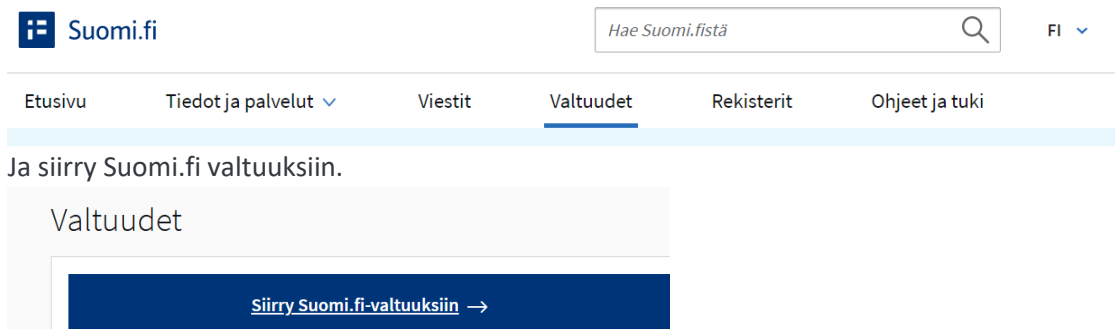 Suomi.fi
Hae Suomi.fistä
FI
Etusivu Tiedot ja palvelut Viestit Valtuudet Rekisterit Ohjeet ja tuki
Ja siirry Suomi.fi valtuuksiin.
Valtuudet
Siirry Suomi.fi-valtuuksiin →